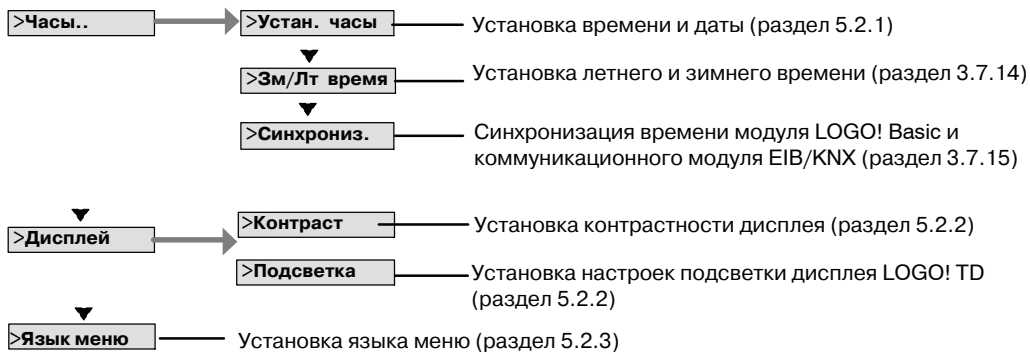 >Часы..
>Устан. часы
Установка времени и даты (раздел 5.2.1)
>Зм/Лт время
Установка летнего и зимнего времени (раздел 3.7.14)
>Синхрониз.
Синхронизация времени модуля LOGO! Basic и
коммуникационного модуля EIB/KNX (раздел 3.7.15)
>Дисплей
>Контраст
Установка контрастности дисплея (раздел 5.2.2)
>Подсветка
Установка настроек подсветки дисплея LOGO! TD
(раздел 5.2.2)
>Язык меню
Установка языка меню (раздел 5.2.3)